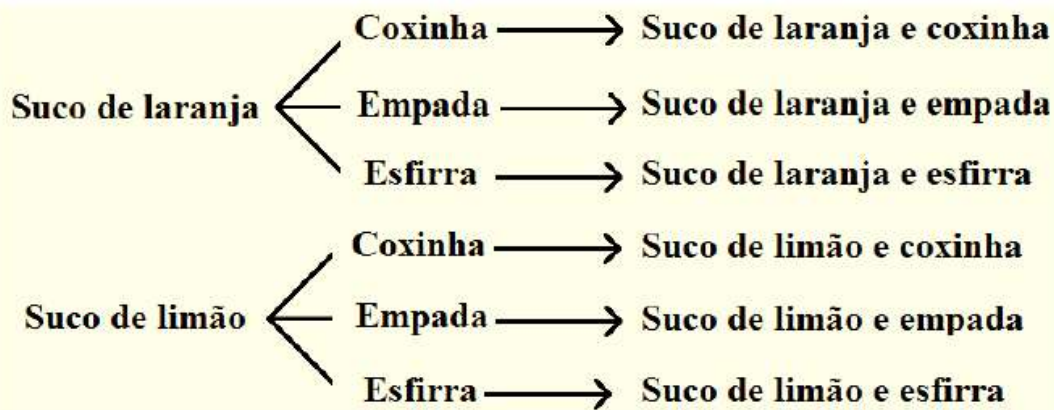 Coxinha Suco de laranja e coxinha
Suco de laranja Empada Suco de laranja e empada
Esfirra Suco de laranja e esfirra
Coxinha Suco de limão e coxinha
Suco de limão Empada Suco de limão e empada
Esfirra Suco de limão e esfirra